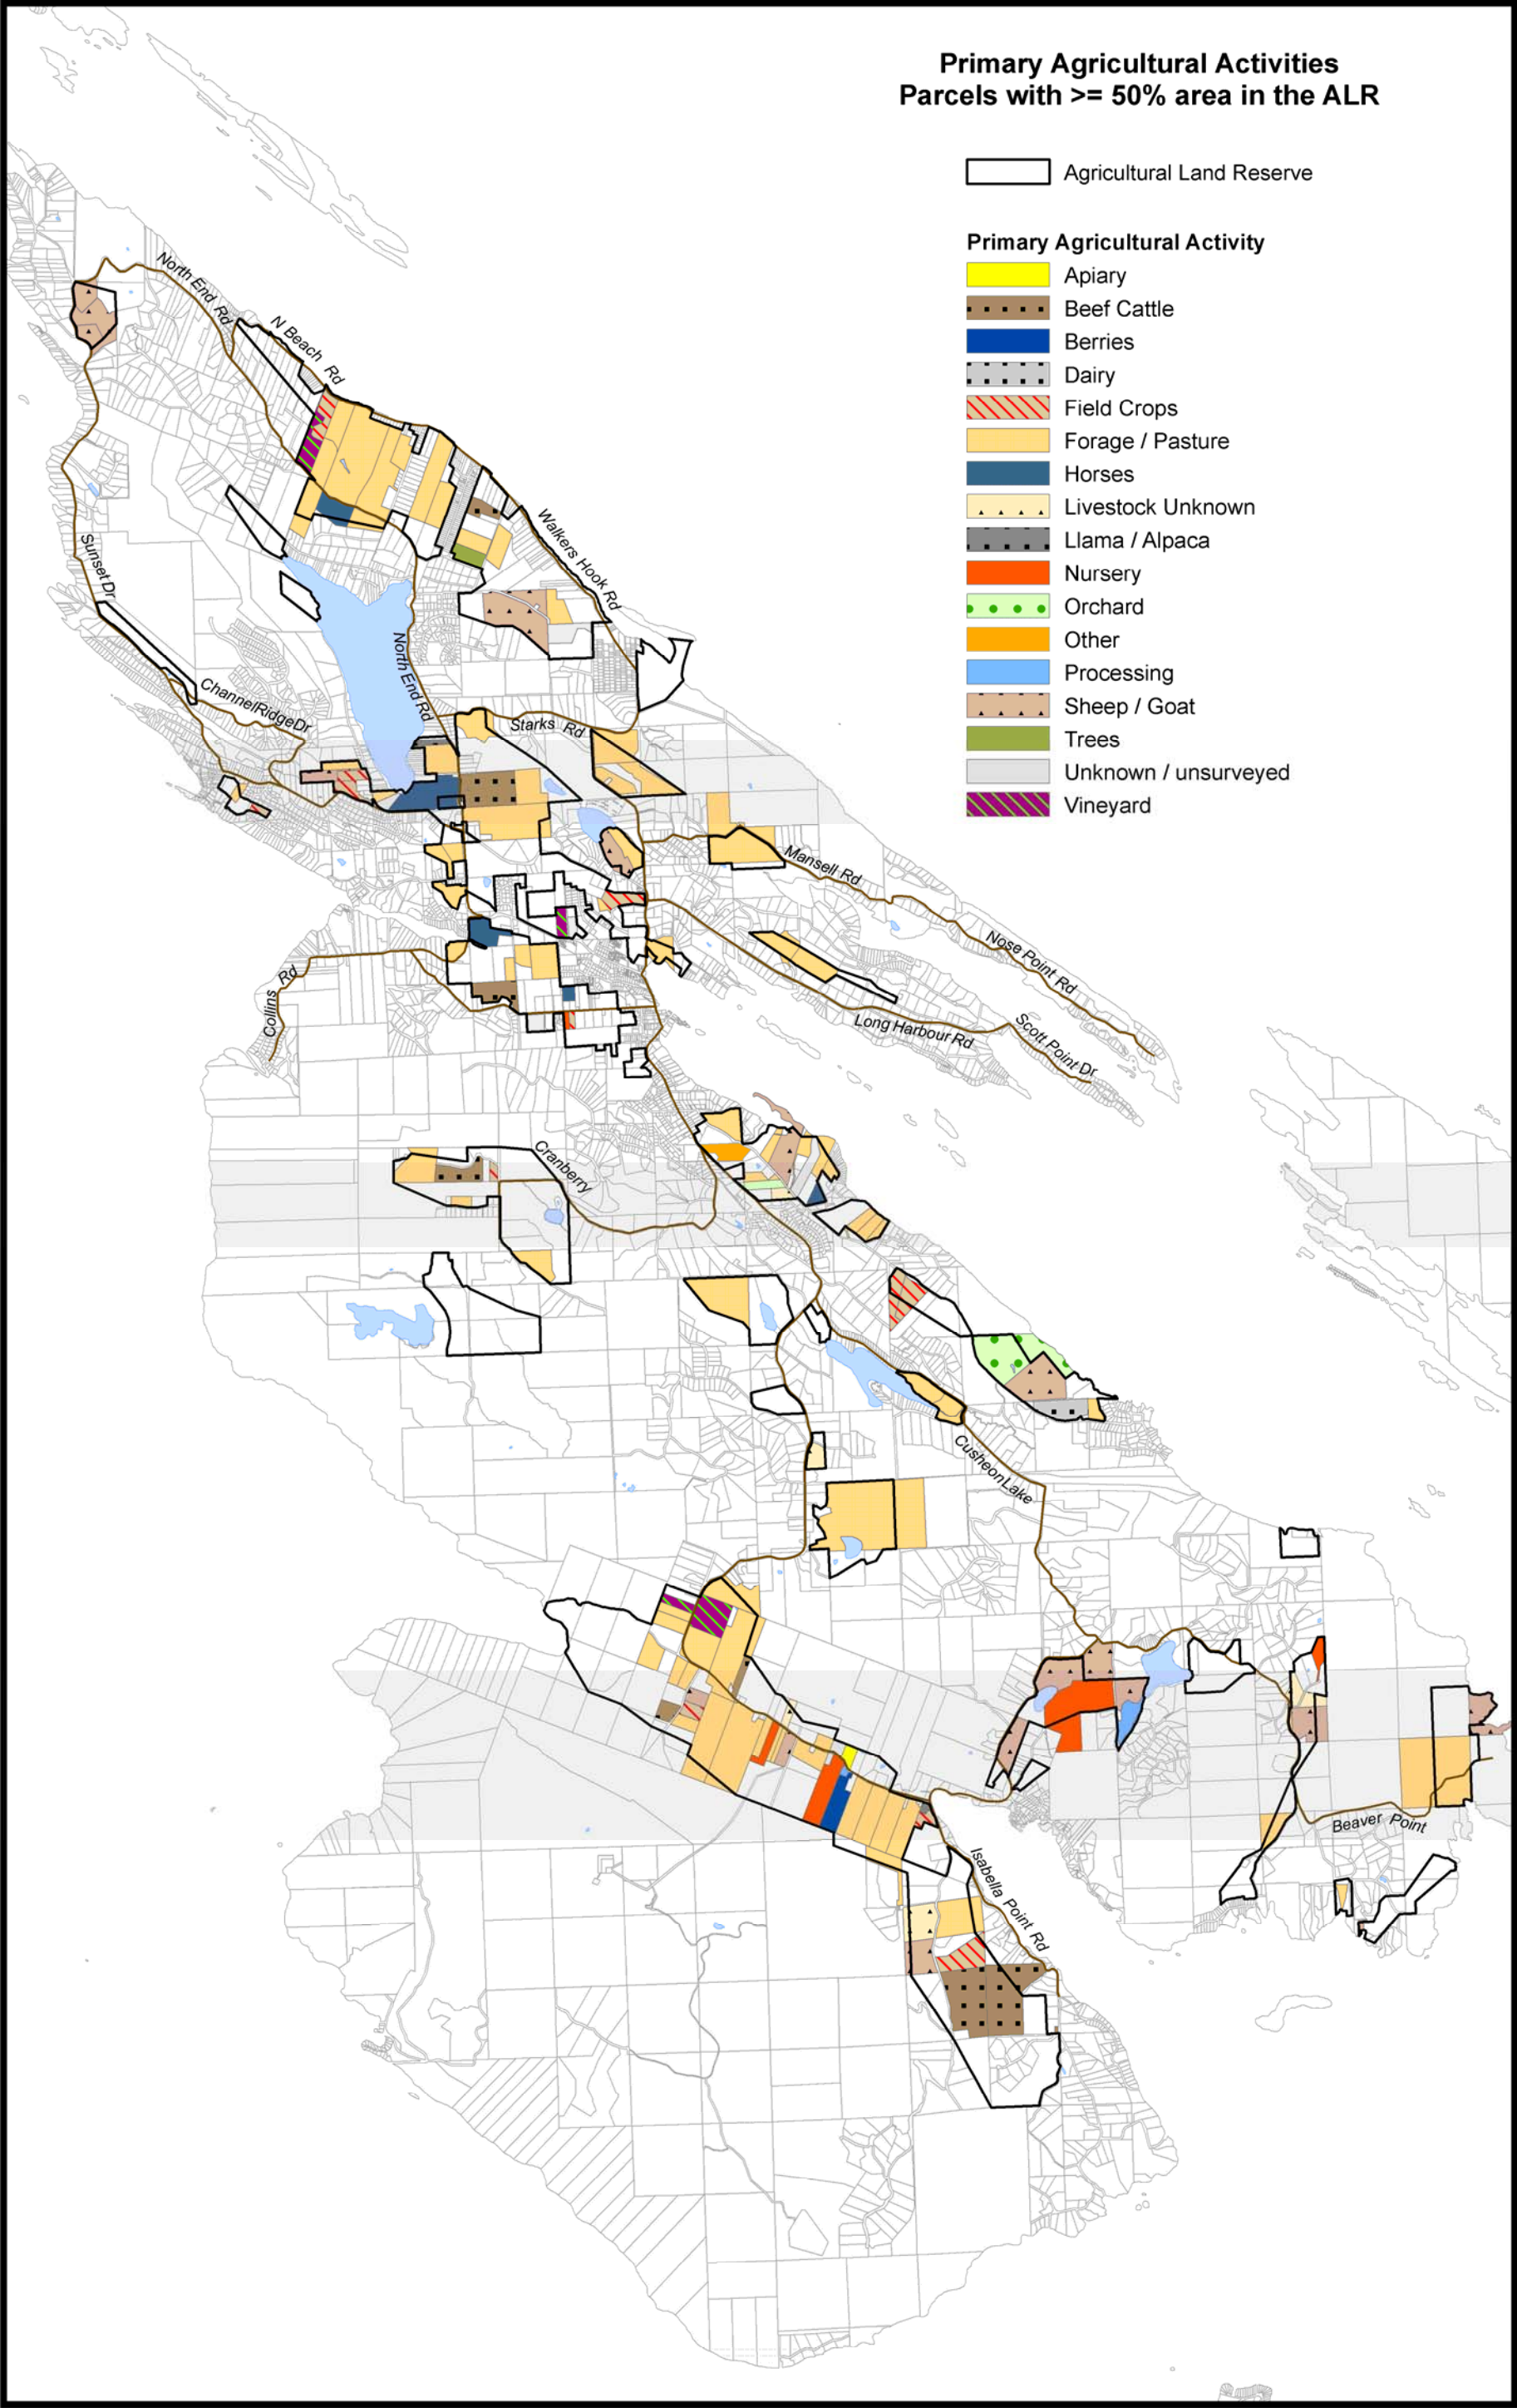 Primary Agricultural Activities
Parcels with >= 50% area in the ALR
Agricultural Land Reserve
Primary Agricultural Activity
Apiary
Beef Cattle
Berries
Dairy
Field Crops
Forage / Pasture
Horses
Livestock Unknown
Llama / Alpaca
Nursery
Orchard
Other
Processing
Sheep / Goat
Trees
Unknown / unsurveyed
Vineyard
North End Rd
N Beach Rd
Walkers Hook Rd
Sunset Dr
North End Rd
ChannelRidgeDr
Starks Rd
Mansell Rd
Nose Point Rd
Collins Rd
Long Harbour Rd
Scott Point Dr
Cranberry
CusheonLake
Beaver Point
Isabella Point Rd